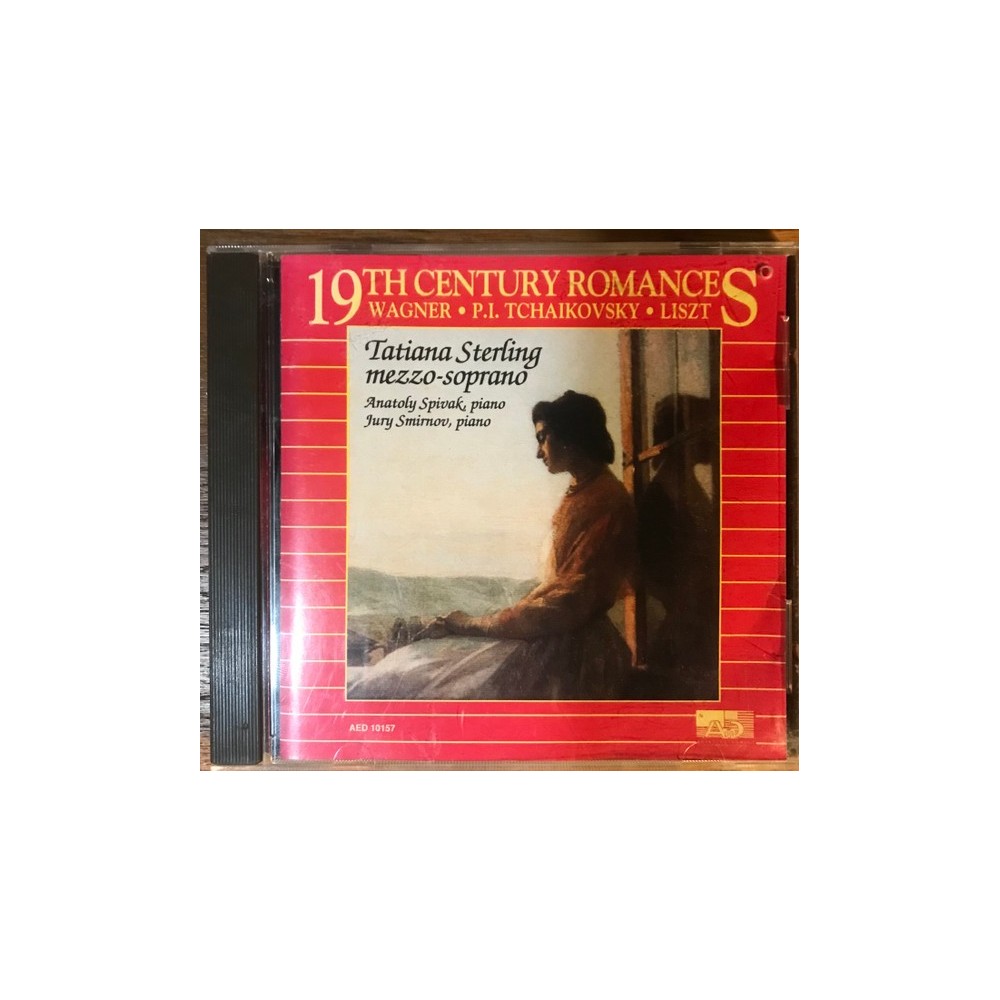 19TH CENTURY ROMANCES
WAGNER • P.I. TCHAIKOVSKY • LISZT
Tatiana Sterling
mezzo-soprano
Anatoly Spivak, piano
Jury Smirnov, piano
AED 10157